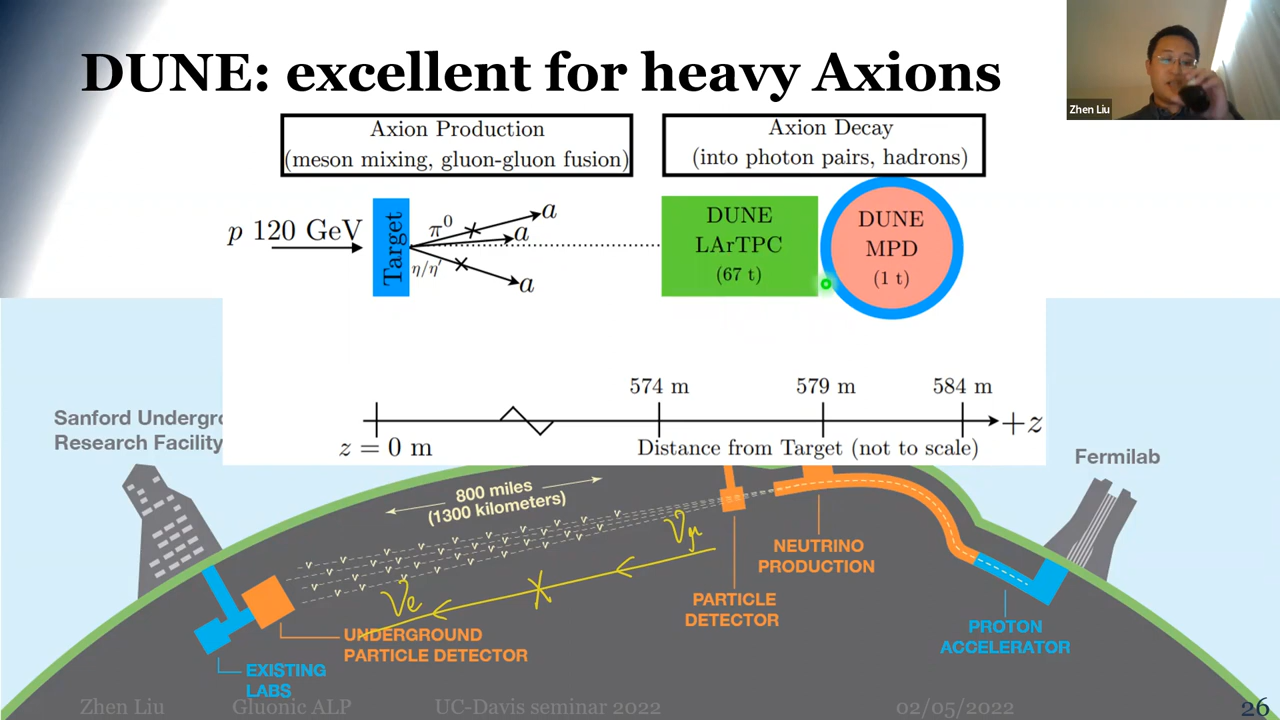 DUNE: excellent for heavy Axions
Zhen Liu
Axion Production
(meson mixing, gluon-gluon fusion)
Axion Decay
(into photon pairs, hadrons)
p 120 GeV
Target
π⁰
η/η′
a
a
a
DUNE
LArTPC
(67 t)
DUNE
MPD
(1 t)
574 m
579 m
584 m
+z
z = 0 m
Distance from Target (not to scale)
Sanford Undergr
Research Facility
Fermilab
800 miles
(1300 kilometers)
νμ
νe
NEUTRINO
PRODUCTION
PARTICLE
DETECTOR
PROTON
ACCELERATOR
UNDERGROUND
PARTICLE DETECTOR
EXISTING
LABS
Zhen Liu Gluonic ALP UC-Davis seminar 2022 02/05/2022 26